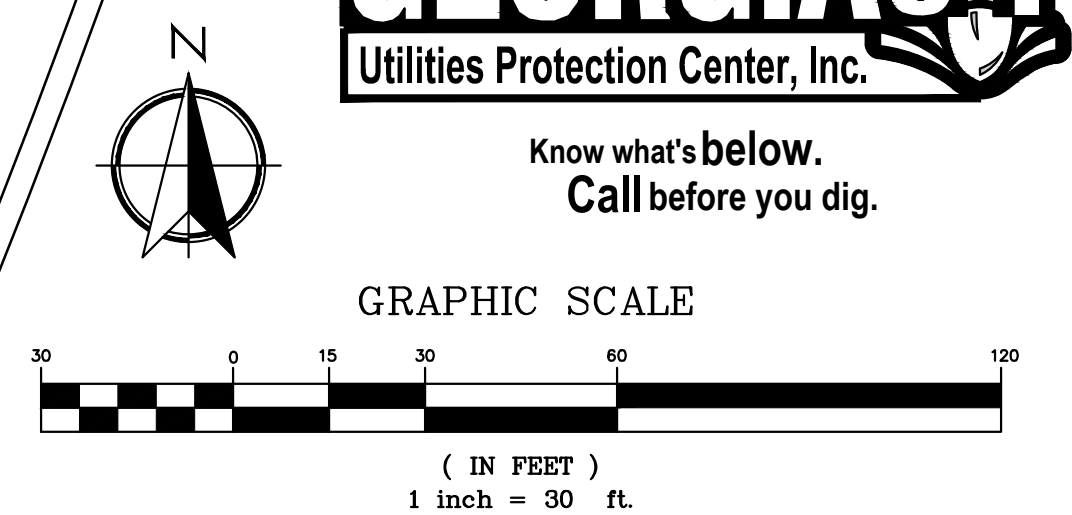 N
Utilities Protection Center, Inc.
Know what's below.
Call before you dig.
GRAPHIC SCALE
30 0 15 30 60 120
( IN FEET )
1 inch = 30 ft.